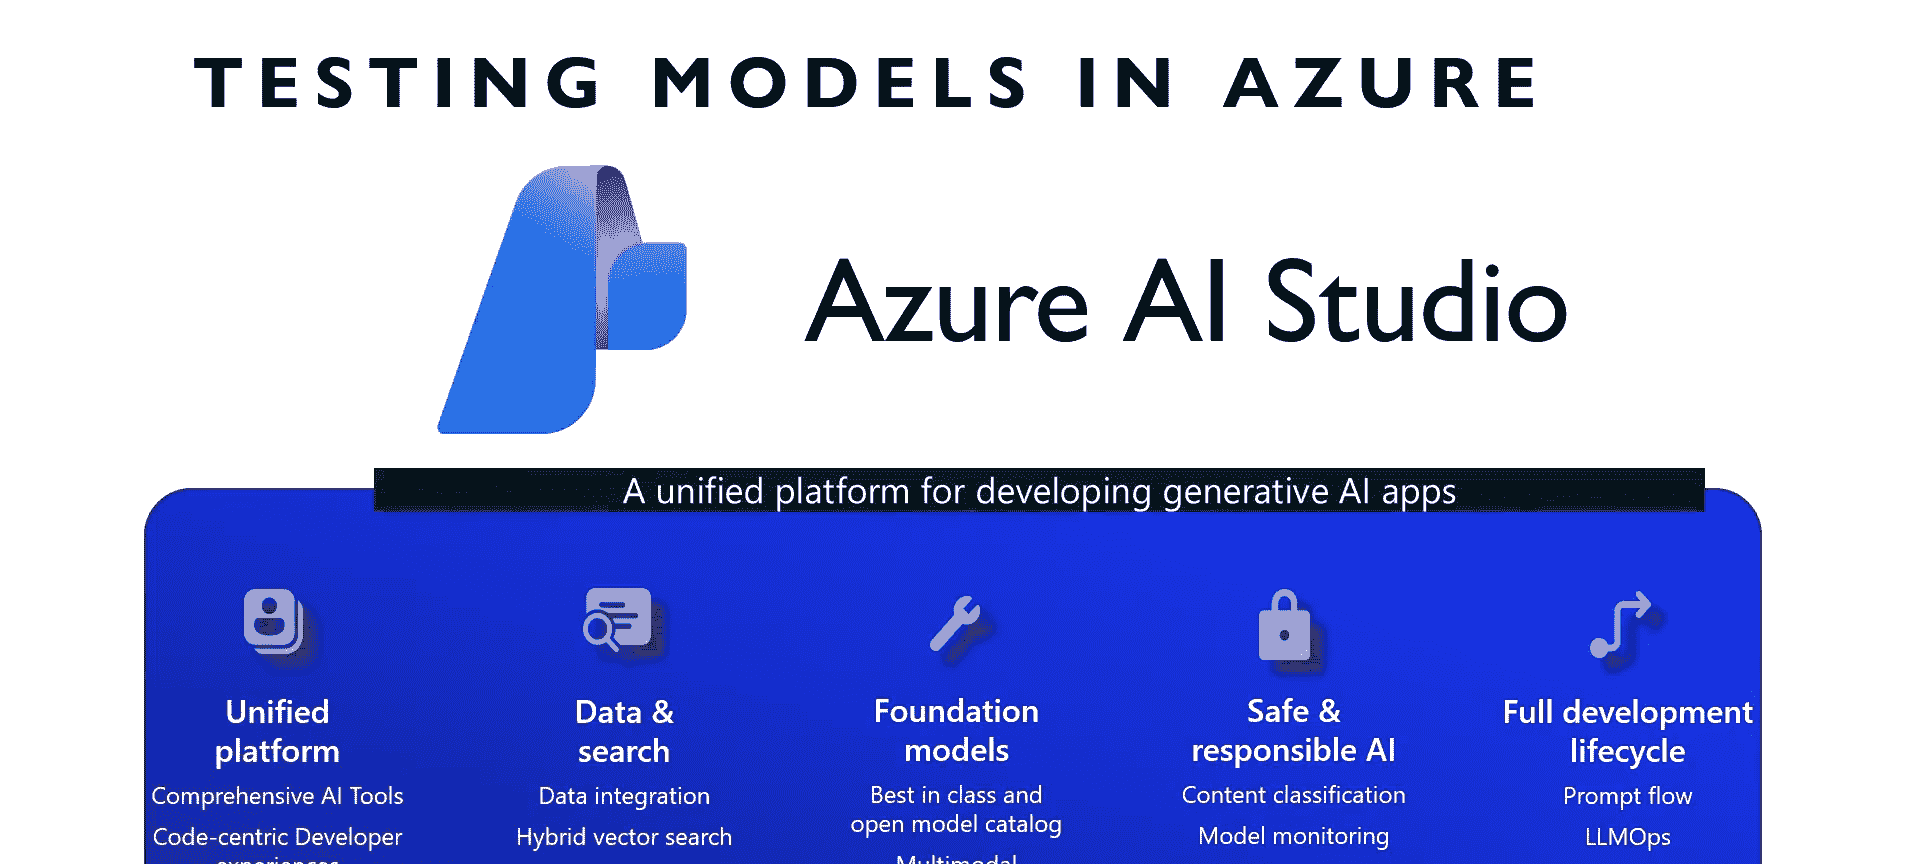 TESTING MODELS IN AZURE
Azure AI Studio
A unified platform for developing generative AI apps
Unified
platform
Comprehensive AI Tools
Code-centric Developer
experiences
Data &
search
Data integration
Hybrid vector search
Foundation
models
Best in class and
open model catalog
Multimodal
Safe &
responsible AI
Content classification
Model monitoring
Full development
lifecycle
Prompt flow
LLMOps